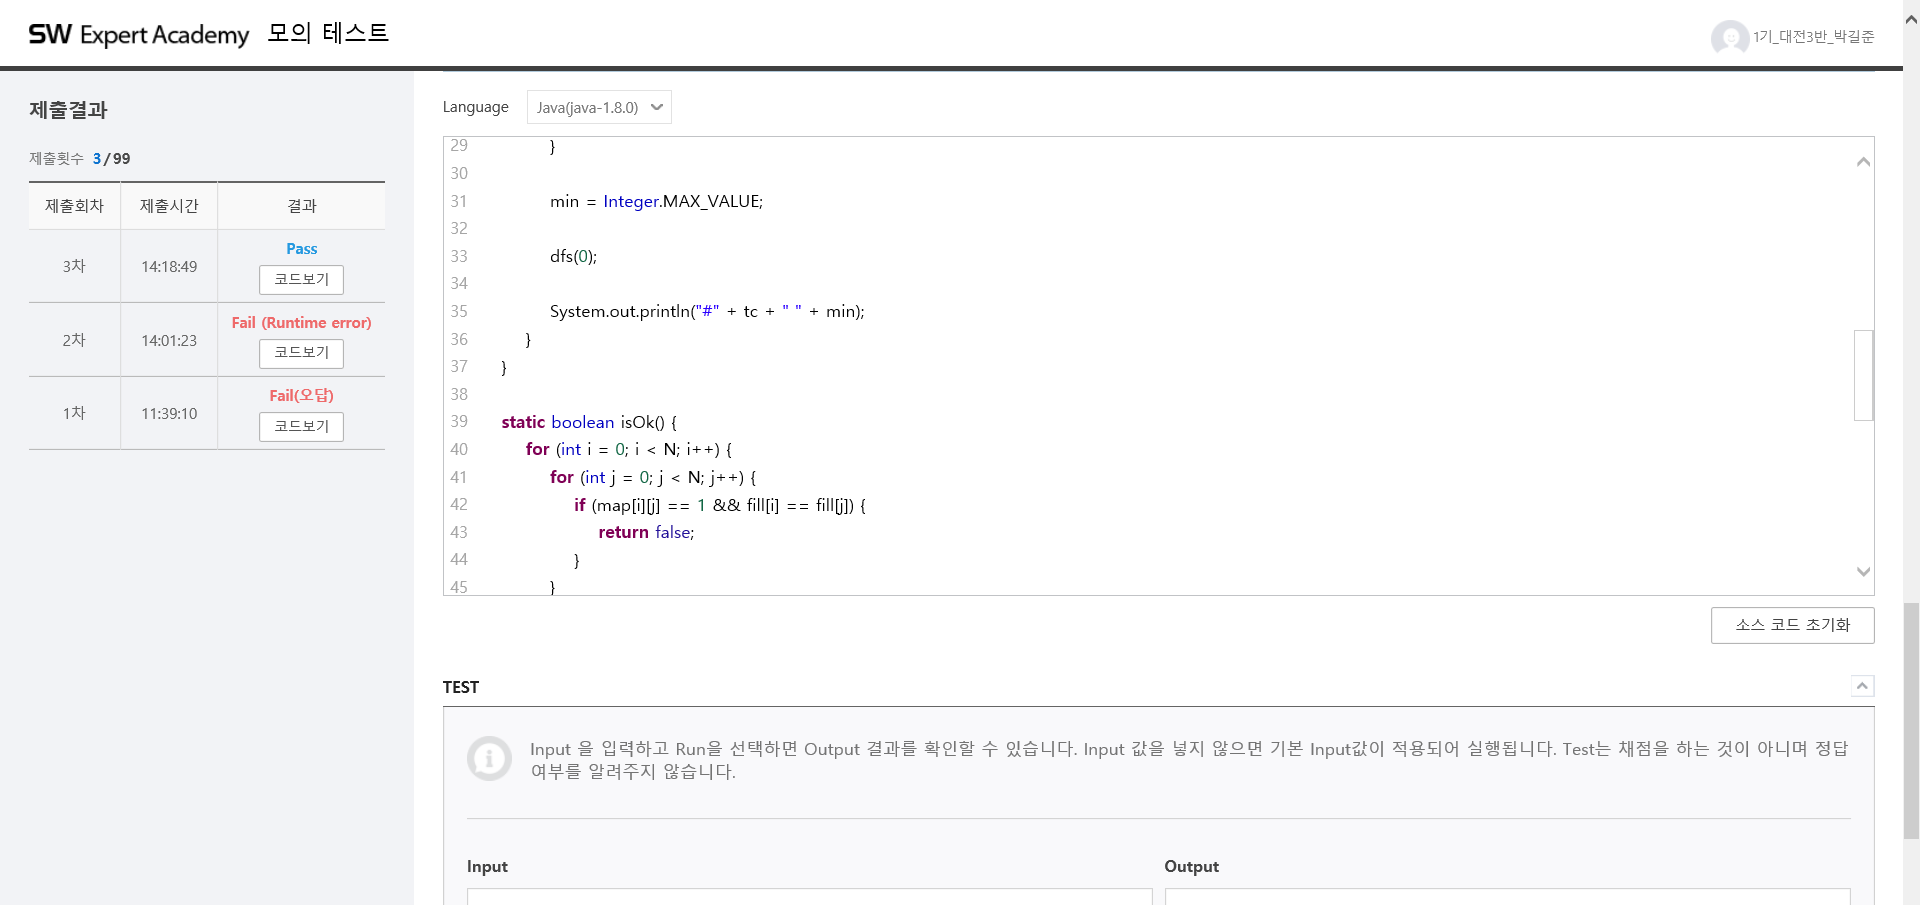 SW Expert Academy 모의 테스트
1기_대전3반_박길준
제출결과
제출횟수 3 / 99
제출회차 제출시간 결과
3차 14:18:49 Pass
코드보기
2차 14:01:23 Fail (Runtime error)
코드보기
1차 11:39:10 Fail(오답)
코드보기
Language Java(java-1.8.0)
29 }
30
31 min = Integer.MAX_VALUE;
32
33 dfs(0);
34
35 System.out.println("#" + tc + " " + min);
36 }
37 }
38
39 static boolean isOk() {
40 for (int i = 0; i < N; i++) {
41 for (int j = 0; j < N; j++) {
42 if (map[i][j] == 1 && fill[i] == fill[j]) {
43 return false;
44 }
45 }
소스 코드 초기화
TEST
Input 을 입력하고 Run을 선택하면 Output 결과를 확인할 수 있습니다. Input 값을 넣지 않으면 기본 Input값이 적용되어 실행됩니다. Test는 채점을 하는 것이 아니며 정답
여부를 알려주지 않습니다.
Input Output